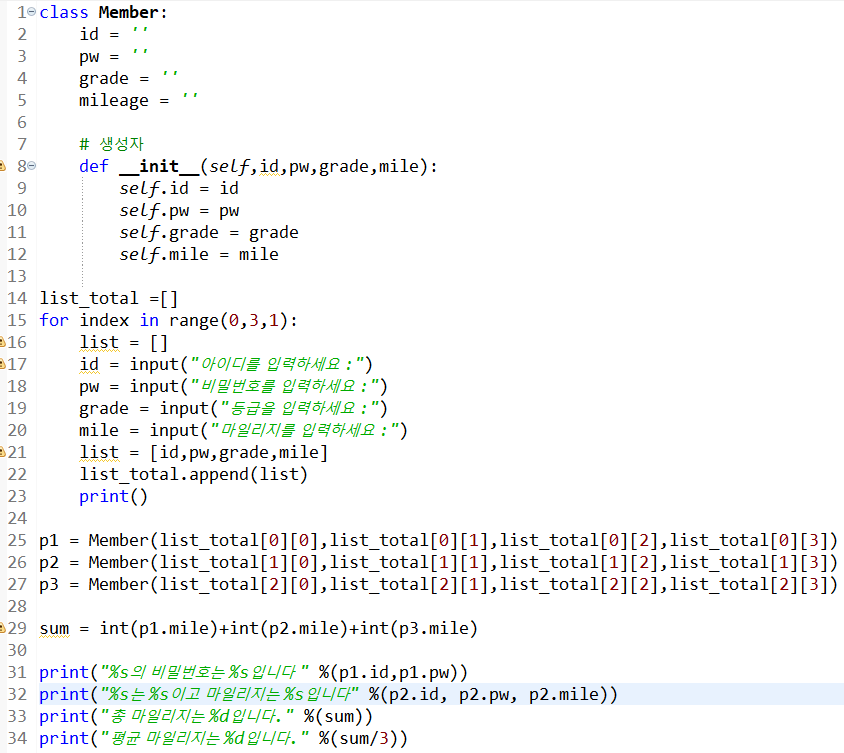 1 class Member:
2     id = ''
3     pw = ''
4     grade = ''
5     mileage = ''
6
7     # 생성자
8     def __init__(self,id,pw,grade,mile):
9         self.id = id
10         self.pw = pw
11         self.grade = grade
12         self.mile = mile
13
14 list_total =[]
15 for index in range(0,3,1):
16     list = []
17     id = input("아이디를 입력하세요 :")
18     pw = input("비밀번호를 입력하세요 :")
19     grade = input("등급을 입력하세요 :")
20     mile = input("마일리지를 입력하세요 :")
21     list = [id,pw,grade,mile]
22     list_total.append(list)
23     print()
24
25 p1 = Member(list_total[0][0],list_total[0][1],list_total[0][2],list_total[0][3])
26 p2 = Member(list_total[1][0],list_total[1][1],list_total[1][2],list_total[1][3])
27 p3 = Member(list_total[2][0],list_total[2][1],list_total[2][2],list_total[2][3])
28
29 sum = int(p1.mile)+int(p2.mile)+int(p3.mile)
30
31 print("%s의 비밀번호는 %s입니다 " %(p1.id,p1.pw))
32 print("%s는 %s이고 마일리지는 %s입니다" %(p2.id, p2.pw, p2.mile))
33 print("총 마일리지는 %d입니다." %(sum))
34 print("평균 마일리지는 %d입니다." %(sum/3))